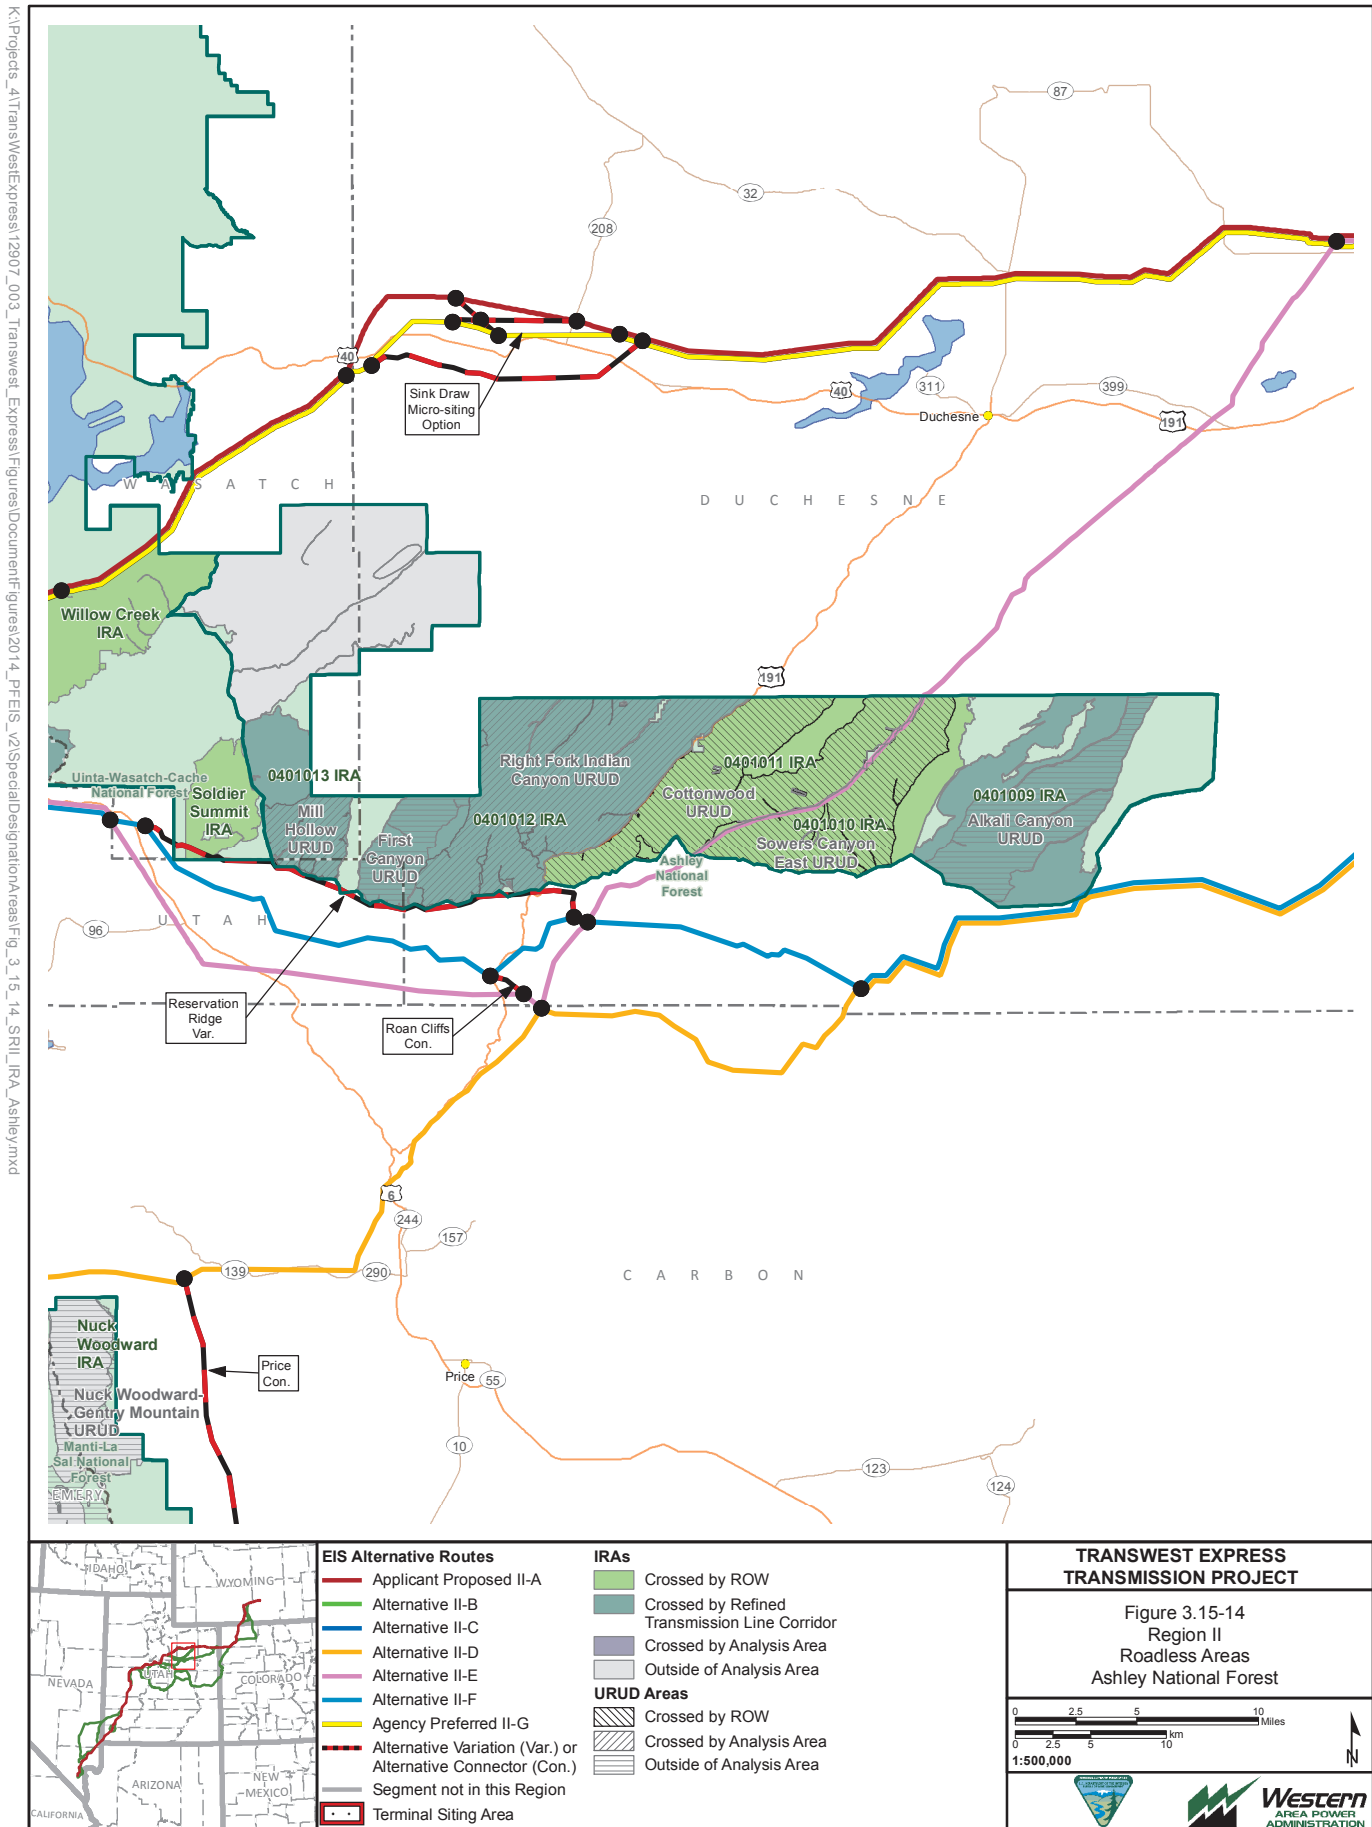 K:\Projects_4\TransWestExpress\12907_003_Transwest_Express\Figures\DocumentFigures\2014_PFEIS_v2\SpecialDesignationAreas\Fig_3_15_14_SRII_IRA_Ashley.mxd
87
32
208
40
Sink Draw
Micro-siting
Option
40
311
399
Duchesne
191
W A S A T C H
D U C H E S N E
Willow Creek
IRA
191
Right Fork Indian
Canyon URUD
0401011 IRA
0401013 IRA
Uinta-Wasatch-Cache
National Forest
Soldier
Summit
IRA
Mill
Hollow
URUD
Cottonwood
URUD
0401009 IRA
Alkali Canyon
URUD
0401012 IRA
0401010 IRA
Sowers Canyon
East URUD
First
Canyon
URUD
Ashley
National
Forest
96
U T A H
Reservation
Ridge
Var.
Roan Cliffs
Con.
6
244
157
139
290
C A R B O N
Nuck
Woodward
IRA
Price
Con.
Price
55
Nuck Woodward-
Gentry Mountain
URUD
Manti-La
Sal National
Forest
EMERY
10
123
124
IDAHO
WYOMING
NEVADA
UTAH
COLORADO
ARIZONA
NEW
MEXICO
CALIFORNIA
EIS Alternative Routes
Applicant Proposed II-A
Alternative II-B
Alternative II-C
Alternative II-D
Alternative II-E
Alternative II-F
Agency Preferred II-G
Alternative Variation (Var.) or
Alternative Connector (Con.)
Segment not in this Region
Terminal Siting Area
IRAs
Crossed by ROW
Crossed by Refined
Transmission Line Corridor
Crossed by Analysis Area
Outside of Analysis Area
URUD Areas
Crossed by ROW
Crossed by Analysis Area
Outside of Analysis Area
TRANSWEST EXPRESS
TRANSMISSION PROJECT
Figure 3.15-14
Region II
Roadless Areas
Ashley National Forest
0 2.5 5 10
Miles
0 2.5 5 10
km
1:500,000
N
Western
AREA POWER
ADMINISTRATION